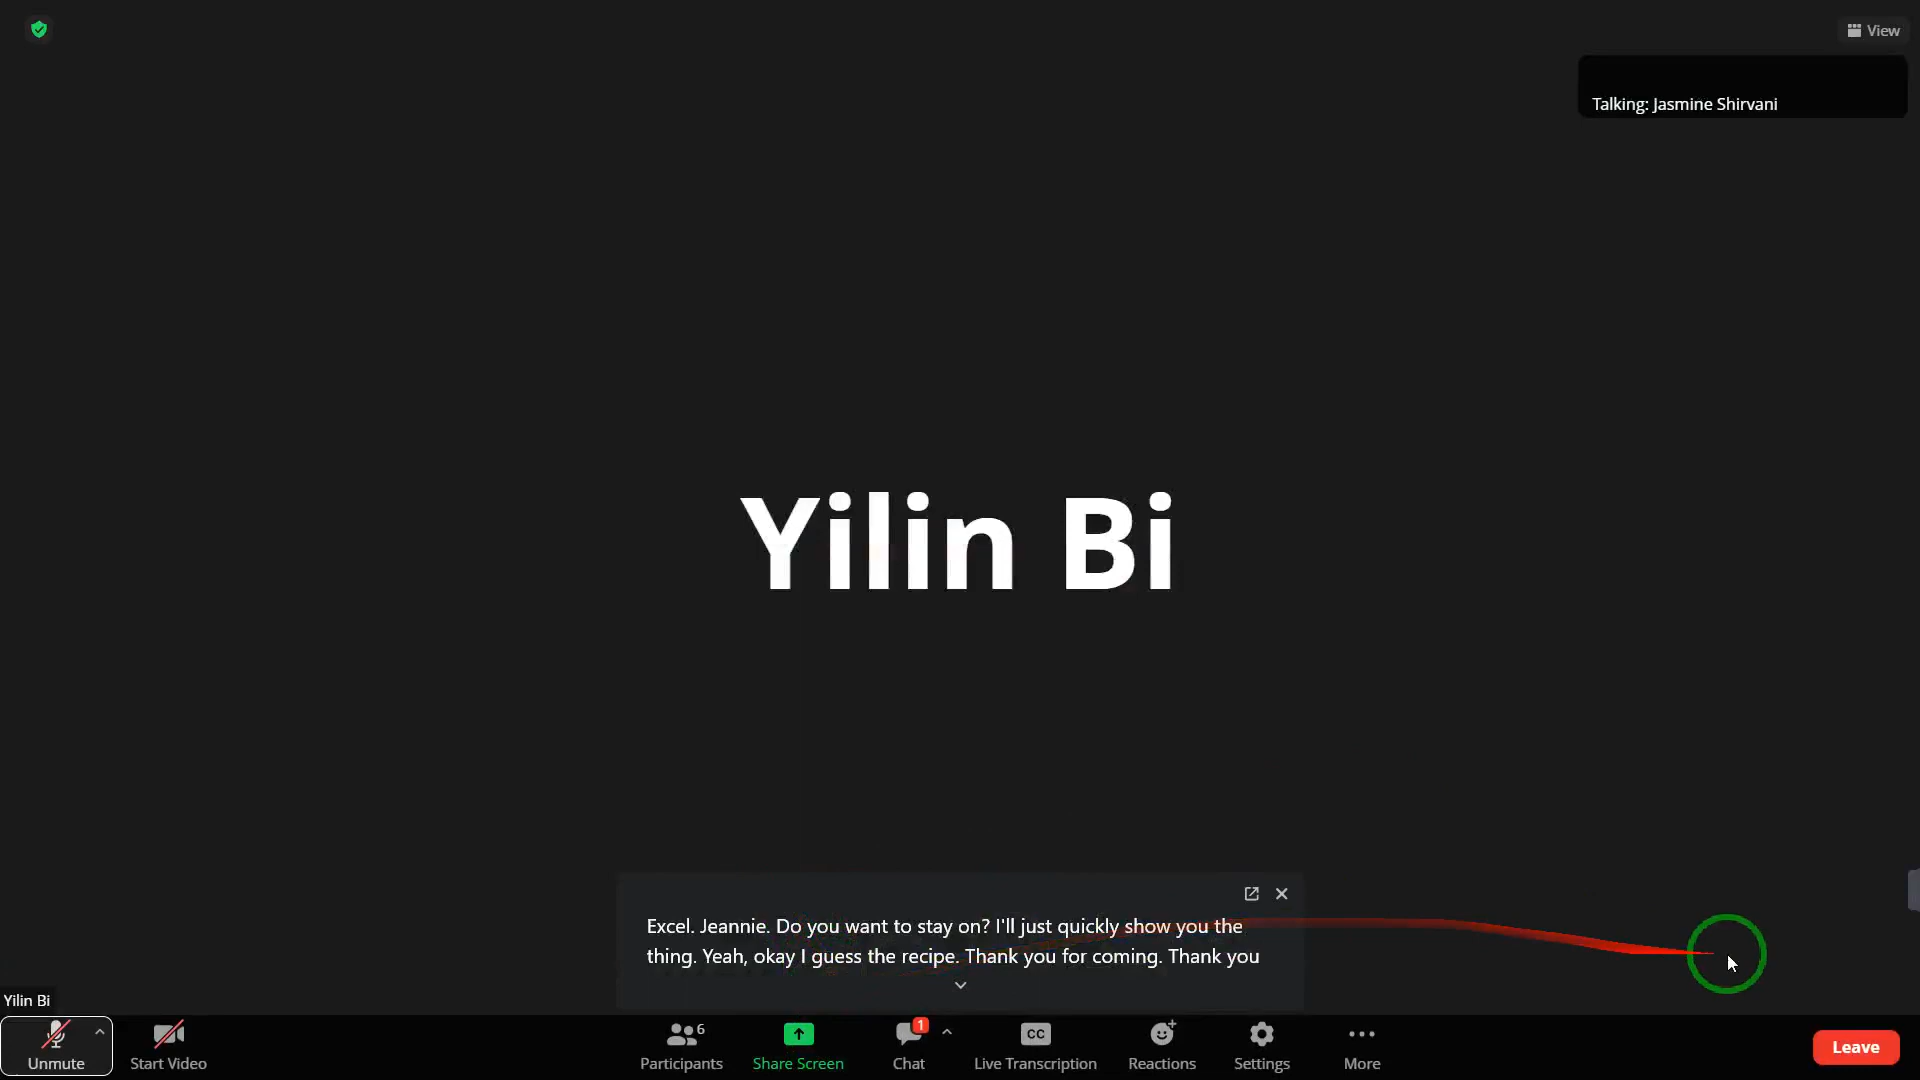 View
Talking: Jasmine Shirvani
Yilin Bi
Excel. Jeannie. Do you want to stay on? I'll just quickly show you the
thing. Yeah, okay I guess the recipe. Thank you for coming. Thank you
Yilin Bi
6
1
CC
Unmute
Start Video
Participants
Share Screen
Chat
Live Transcription
Reactions
Settings
More
Leave